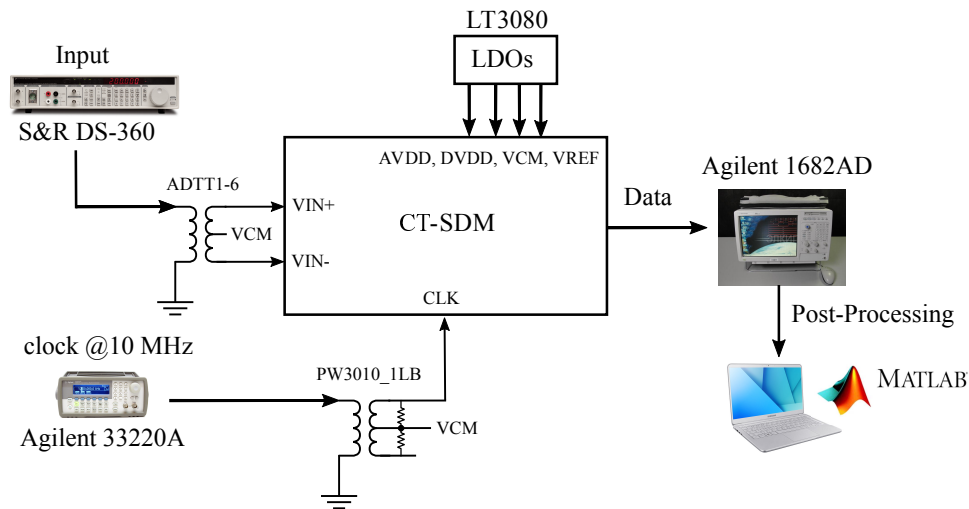 LT3080
LDOs
Input
S&R DS-360
AVDD, DVDD, VCM, VREF
Agilent 1682AD
ADTT1-6
Data
VIN+
VCM
CT-SDM
VIN-
CLK
Post-Processing
clock @10 MHz
PW3010_1LB
MATLAB
VCM
Agilent 33220A